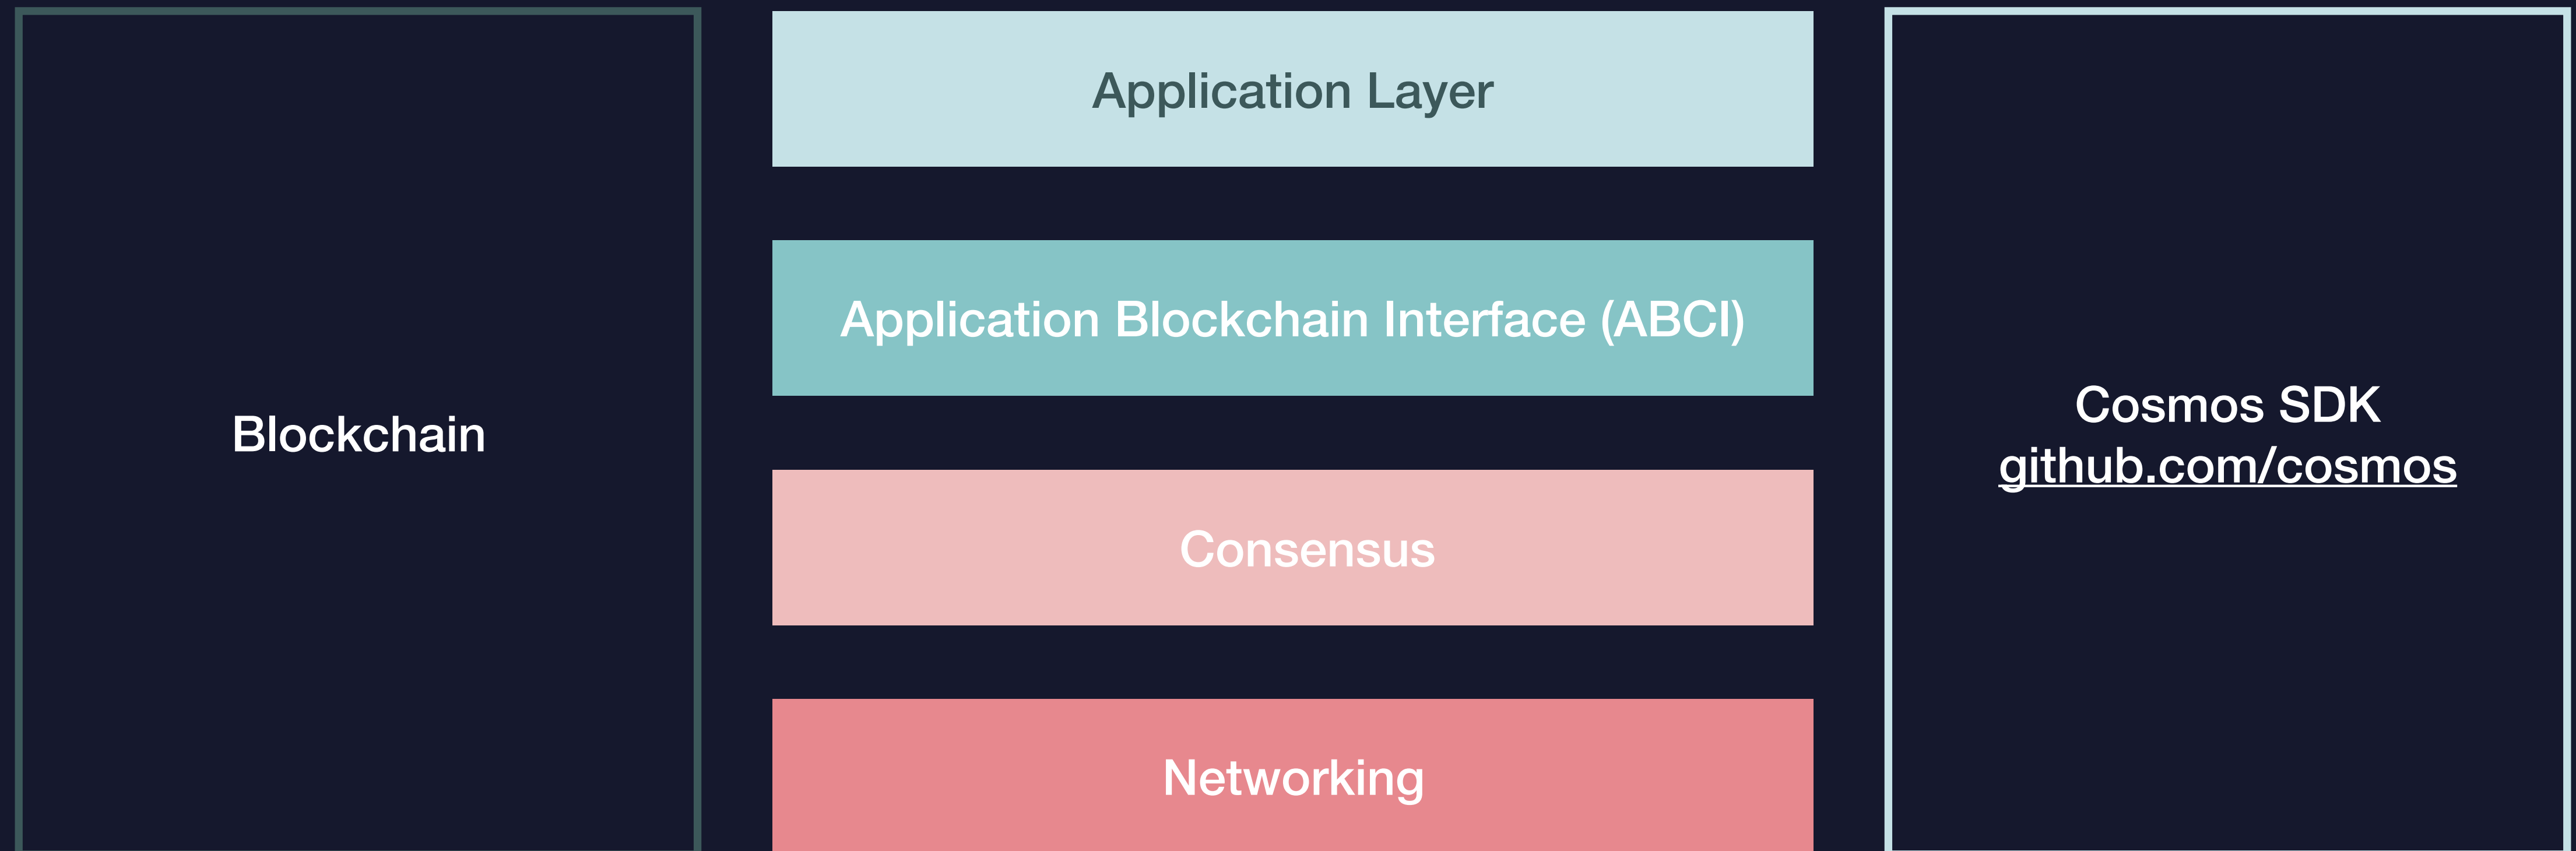 Blockchain
Application Layer
Application Blockchain Interface (ABCI)
Consensus
Networking
Cosmos SDK
github.com/cosmos